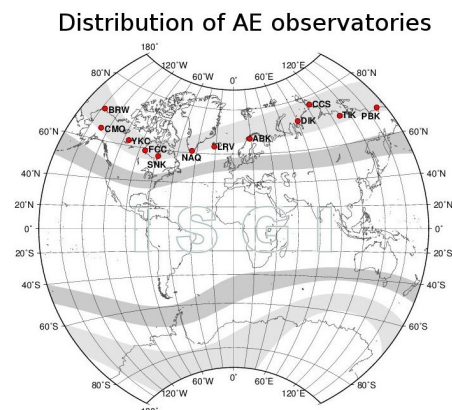 Distribution of AE observatories
180˚
120˚W 120˚E
60˚W 0˚ 60˚E
80˚N 80˚N
BRW CCS
TIK PBK
CMO DIK
60˚N YKC ABK 60˚N
FCC LRV
SNK NAQ
40˚N 40˚N
20˚N 20˚N
0˚ S G I 0˚
20˚S 20˚S
40˚S 40˚S
60˚S 60˚S
80˚S 80˚S
60˚W 0˚ 60˚E
120˚W 120˚E
180˚